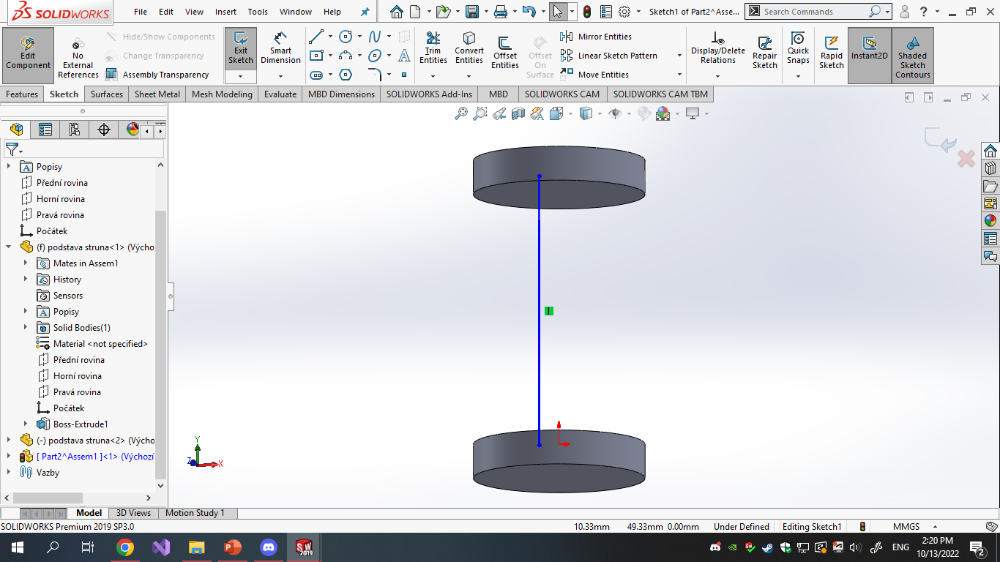 SOLIDWORKS File Edit View Insert Tools Window Help Sketch1 of Part2^Asse... Search Commands ?
Edit Component
No External References
Hide/Show Components
Change Transparency
Assembly Transparency
Exit Sketch
Smart Dimension
Trim Entities
Convert Entities
Offset Entities
Offset On Surface
Mirror Entities
Linear Sketch Pattern
Move Entities
Display/Delete Relations
Repair Sketch
Quick Snaps
Rapid Sketch
Instant2D
Shaded Sketch Contours
Features Sketch Surfaces Sheet Metal Mesh Modeling Evaluate MBD Dimensions SOLIDWORKS Add-Ins MBD SOLIDWORKS CAM SOLIDWORKS CAM TBM
Popisy
Přední rovina
Horní rovina
Pravá rovina
Počátek
(f) podstava struna<1> (Výcho
Mates in Assem1
History
Sensors
Popisy
Solid Bodies(1)
Material <not specified>
Přední rovina
Horní rovina
Pravá rovina
Počátek
Boss-Extrude1
(-) podstava struna<2> (Výcho
[ Part2^Assem1 ]<1> (Výchozí
Vazby
Y
Z
X
Model 3D Views Motion Study 1
SOLIDWORKS Premium 2019 SP3.0 10.33mm 49.33mm 0.00mm Under Defined Editing Sketch1 MMGS
SW 2019
ENG
2:20 PM
10/13/2022
2